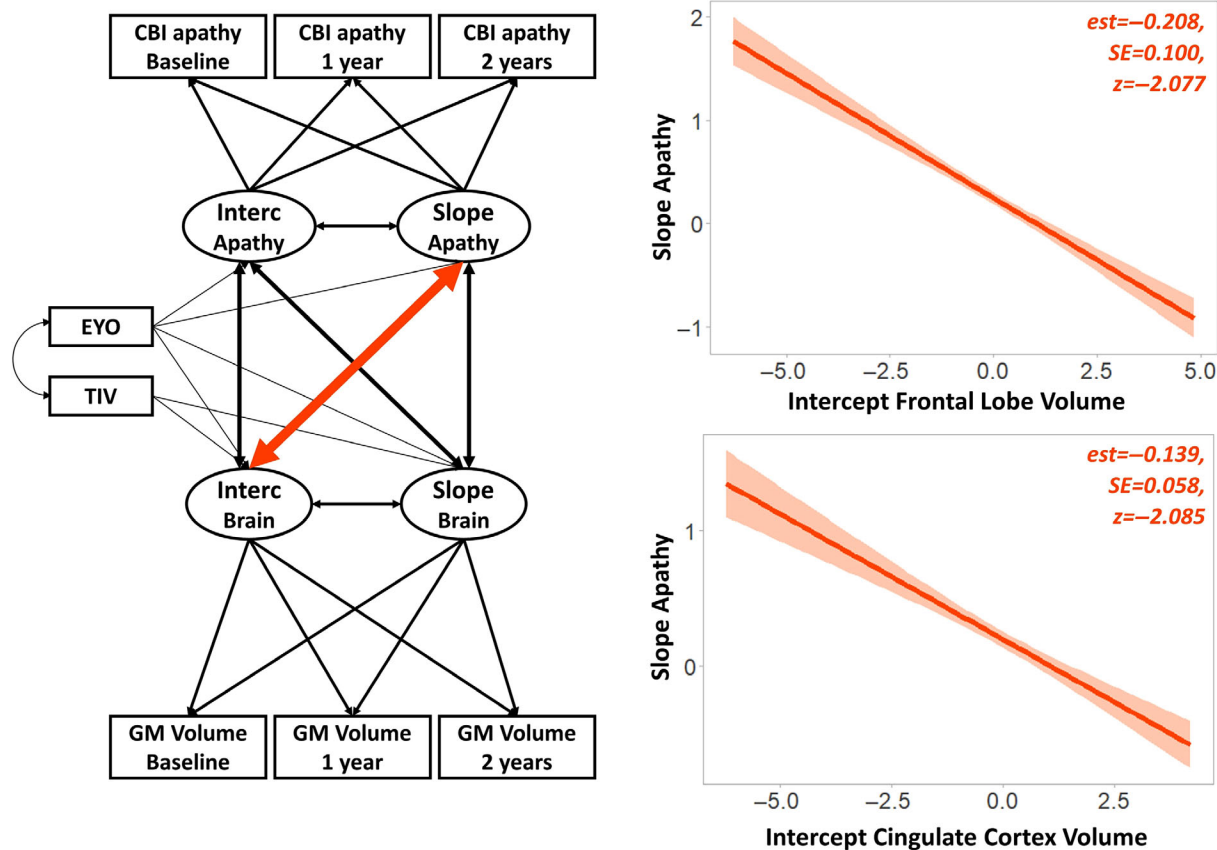 CBI apathy
Baseline
CBI apathy
1 year
CBI apathy
2 years
Interc
Apathy
Slope
Apathy
EYO
TIV
Interc
Brain
Slope
Brain
GM Volume
Baseline
GM Volume
1 year
GM Volume
2 years
est=−0.208,
SE=0.100,
z=−2.077
Slope Apathy
2
1
0
−1
−5.0
−2.5
0.0
2.5
5.0
Intercept Frontal Lobe Volume
est=−0.139,
SE=0.058,
z=−2.085
Slope Apathy
1
0
−5.0
−2.5
0.0
2.5
Intercept Cingulate Cortex Volume